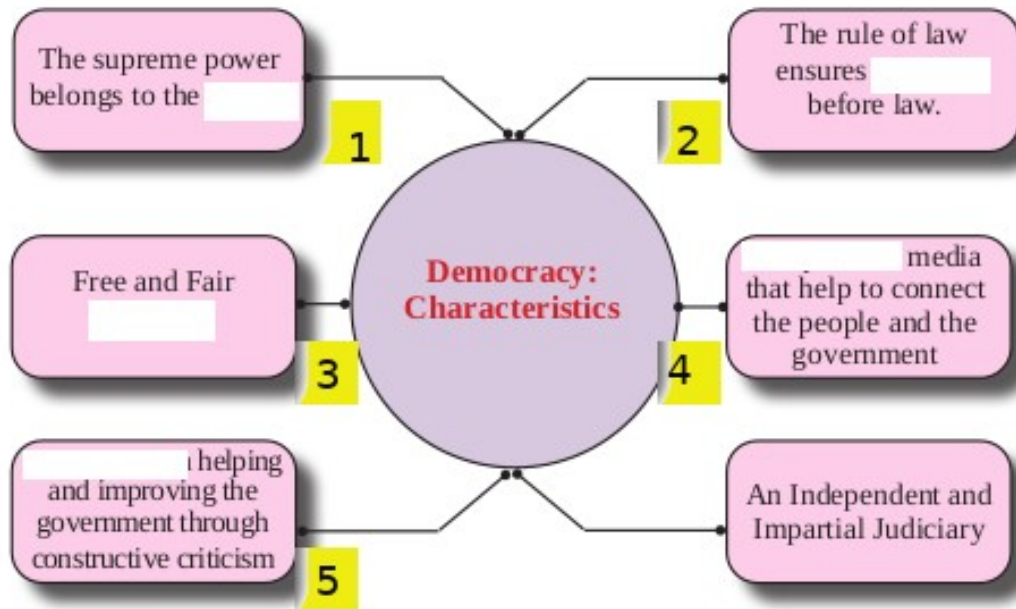 The supreme power
belongs to the
1
The rule of law
ensures
before law.
2
Democracy:
Characteristics
Free and Fair
3
media
that help to connect
the people and the
government
4
helping
and improving the
government through
constructive criticism
5
An Independent and
Impartial Judiciary